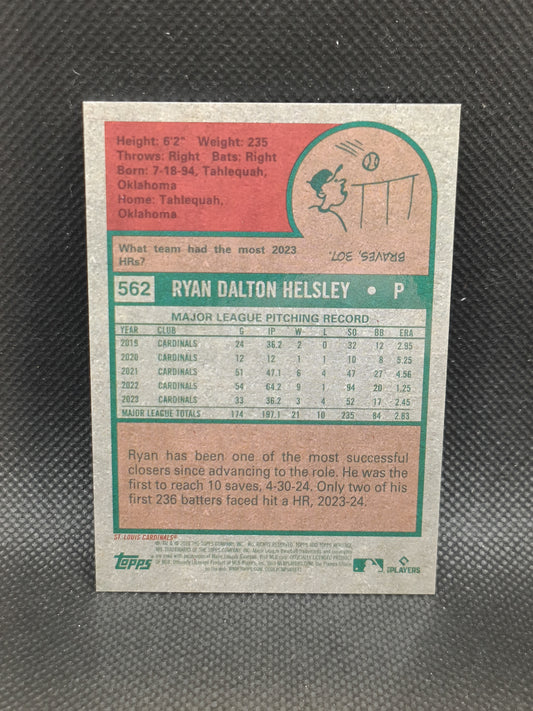 Height: 6'2" Weight: 235
Throws: Right Bats: Right
Born: 7-18-94, Tahlequah,
Oklahoma
Home: Tahlequah,
Oklahoma
What team had the most 2023
HRs?
BRAVES, 307.
562 RYAN DALTON HELSLEY • P
MAJOR LEAGUE PITCHING RECORD
YEAR CLUB G IP W L SO BB ERA
2019 CARDINALS 24 36.2 2 0 32 12 2.95
2020 CARDINALS 12 12 1 1 10 8 5.25
2021 CARDINALS 51 47.1 6 4 47 27 4.56
2022 CARDINALS 54 64.2 9 1 94 20 1.25
2023 CARDINALS 33 36.2 3 4 52 17 2.45
MAJOR LEAGUE TOTALS 174 197.1 21 10 235 84 2.83
Ryan has been one of the most successful
closers since advancing to the role. He was the
first to reach 10 saves, 4-30-24. Only two of
his first 236 batters faced hit a HR, 2023-24.
ST. LOUIS CARDINALS®
topps
PLAYERS